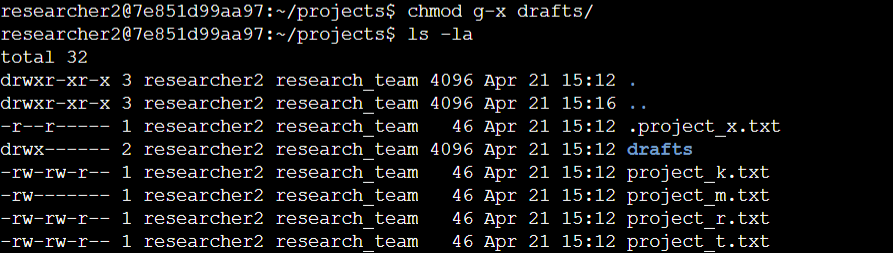 researcher2@7e851d99aa97:~/projects$ chmod g-x drafts/
researcher2@7e851d99aa97:~/projects$ ls -la
total 32
drwxr-xr-x 3 researcher2 research_team 4096 Apr 21 15:12 .
drwxr-xr-x 3 researcher2 research_team 4096 Apr 21 15:16 ..
-r--r----- 1 researcher2 research_team   46 Apr 21 15:12 .project_x.txt
drwx------ 2 researcher2 research_team 4096 Apr 21 15:12 drafts
-rw-rw-r-- 1 researcher2 research_team   46 Apr 21 15:12 project_k.txt
-rw------- 1 researcher2 research_team   46 Apr 21 15:12 project_m.txt
-rw-rw-r-- 1 researcher2 research_team   46 Apr 21 15:12 project_r.txt
-rw-rw-r-- 1 researcher2 research_team   46 Apr 21 15:12 project_t.txt